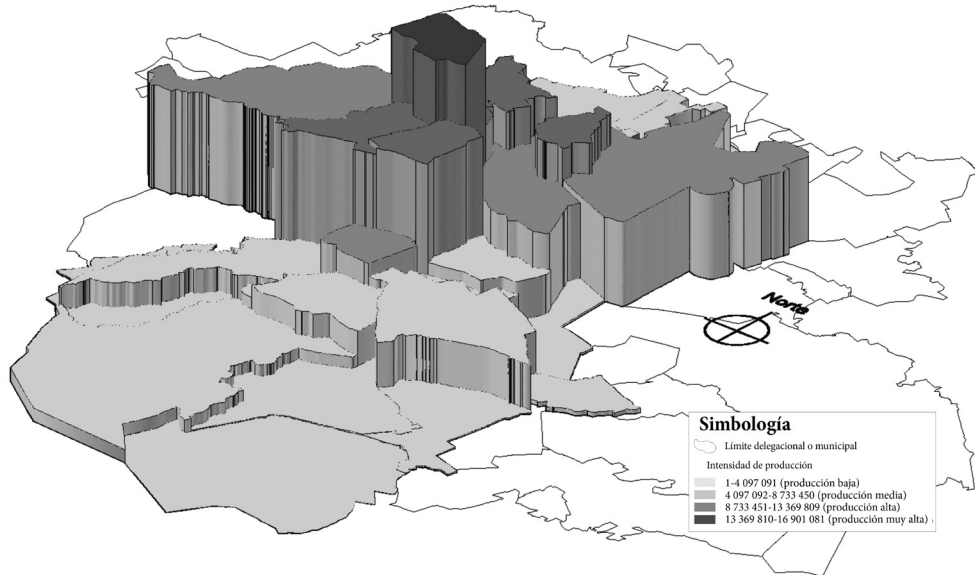 Norte
Simbología
Límite delegacional o municipal
Intensidad de producción
1-4 097 091 (producción baja)
4 097 092-8 733 450 (producción media)
8 733 451-13 369 809 (producción alta)
13 369 810-16 901 081 (producción muy alta)